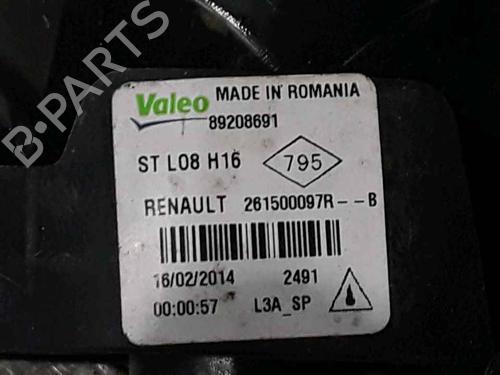 Valeo MADE IN ROMANIA
89208691
ST L08 H16 795
RENAULT 261500097R--B
16/02/2014 2491
00:00:57 L3A_SP